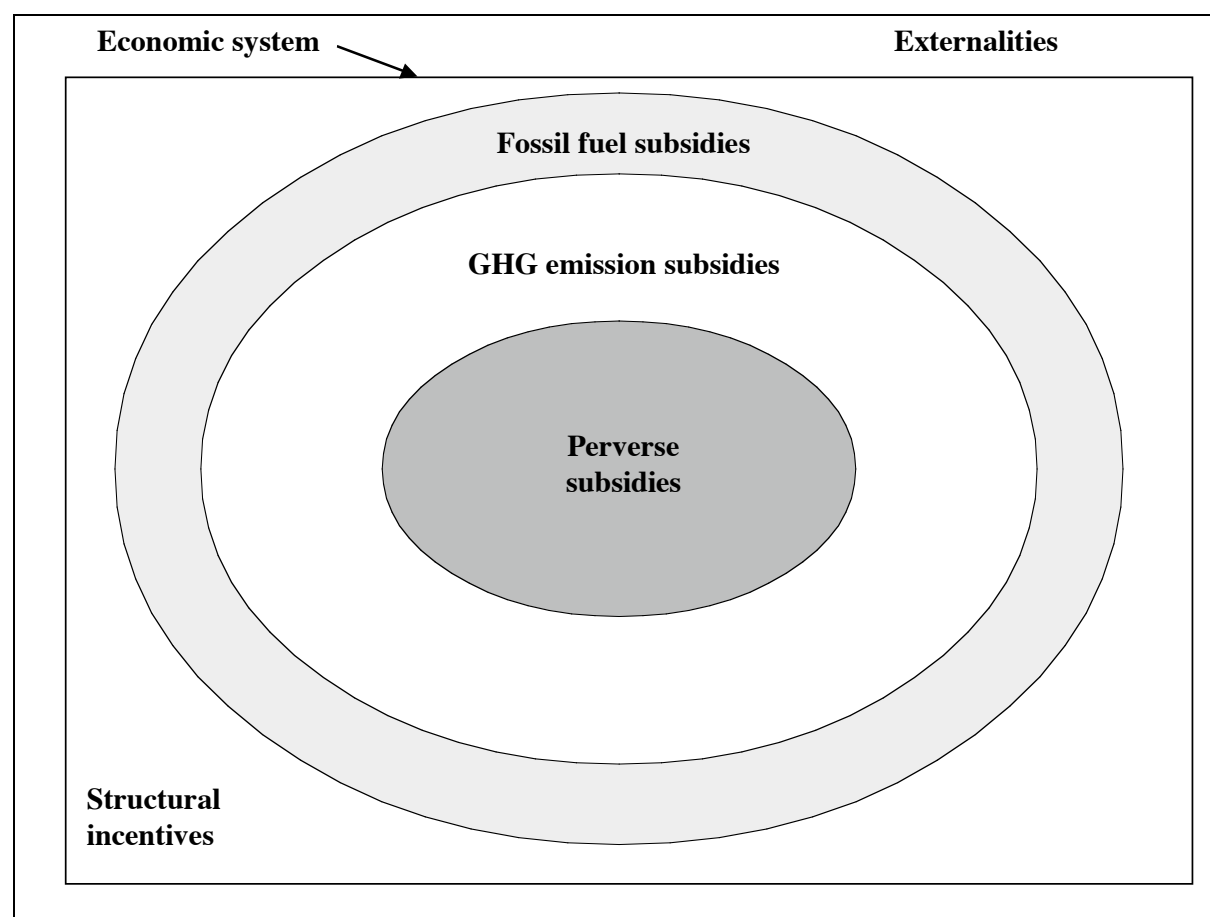 Economic system
Externalities
Fossil fuel subsidies
GHG emission subsidies
Perverse
subsidies
Structural
incentives